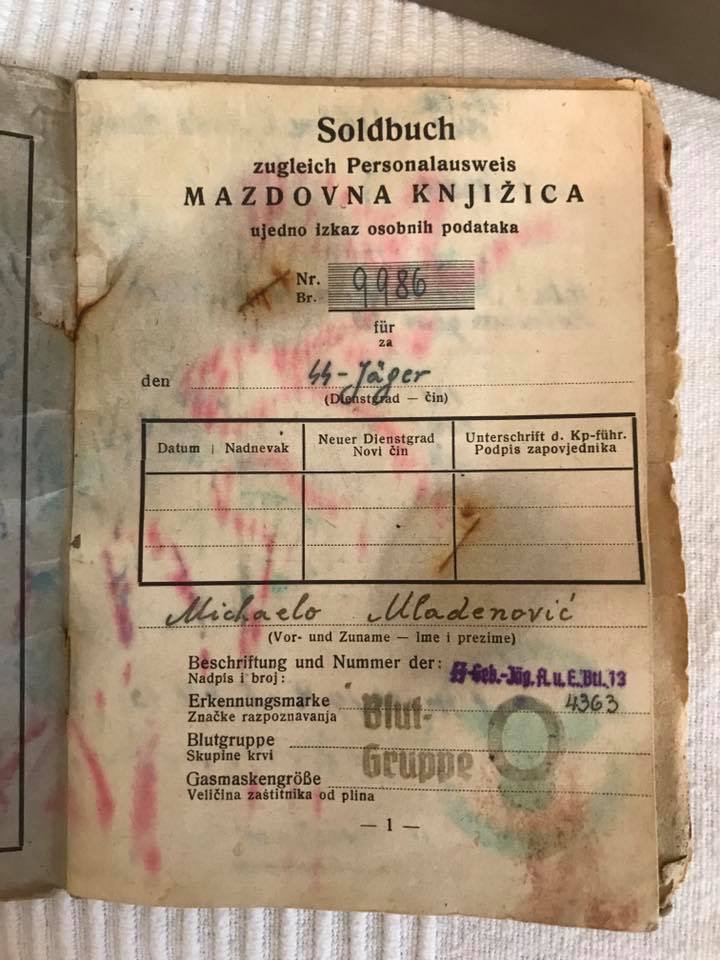 Soldbuch
zugleich Personalausweis
MAZDOVNA KNJIŽICA
ujedno izkaz osobnih podataka
Nr. 9986
Br.
für
za
den SS-Jäger
(Dienstgrad — čin)
Datum | Nadnevak
Neuer Dienstgrad
Novi čin
Unterschrift d. Kp-führ.
Podpis zapovjednika
Michaelo Mladenović
(Vor- und Zuname — Ime i prezime)
Beschriftung und Nummer der: SS-Geb.-Jäg. A. u. E. Btl. 13
Nadpis i broj:
Erkennungsmarke 4363
Značke razpoznavanja
Blutgruppe Blut-
Skupine krvi Gruppe
Gasmaskengröße
Veličina zaštitnika od plina
— 1 —